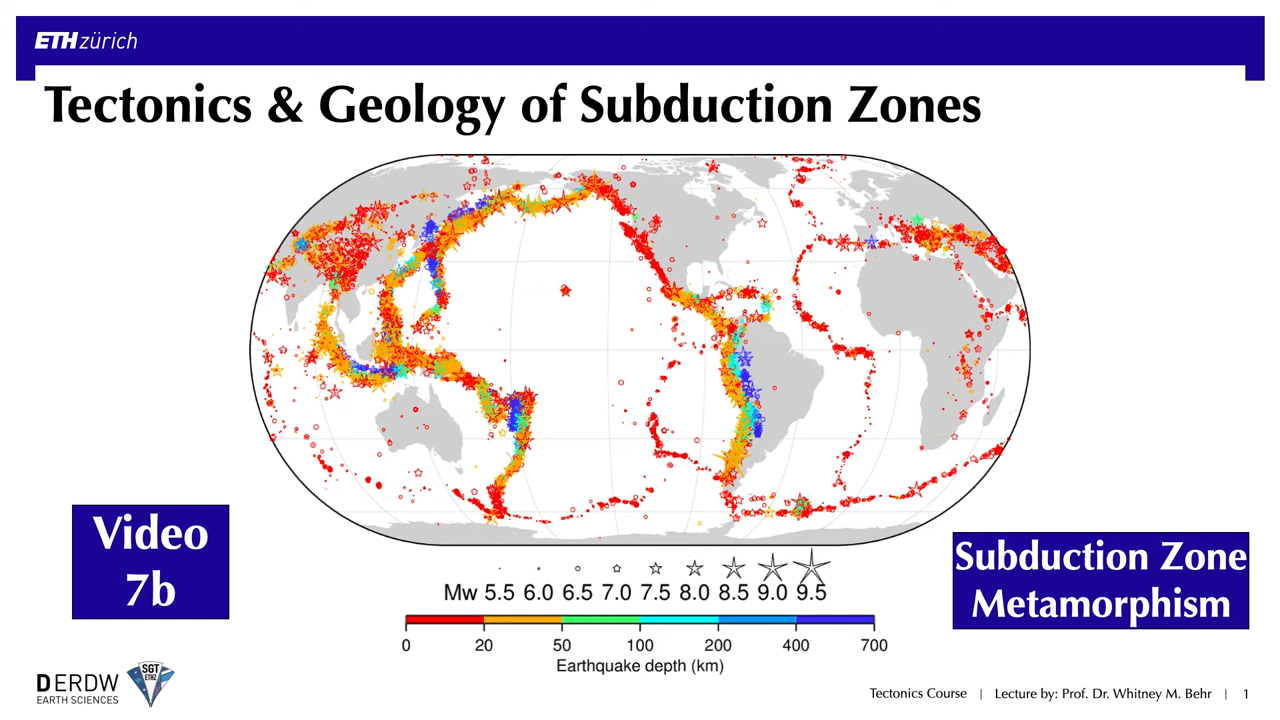 ETH zürich
Tectonics & Geology of Subduction Zones
Video
7b
Subduction Zone
Metamorphism
Mw 5.5 6.0 6.5 7.0 7.5 8.0 8.5 9.0 9.5
0 20 50 100 200 400 700
Earthquake depth (km)
DERDW
EARTH SCIENCES
SGT
ETHZ
Tectonics Course | Lecture by: Prof. Dr. Whitney M. Behr | 1